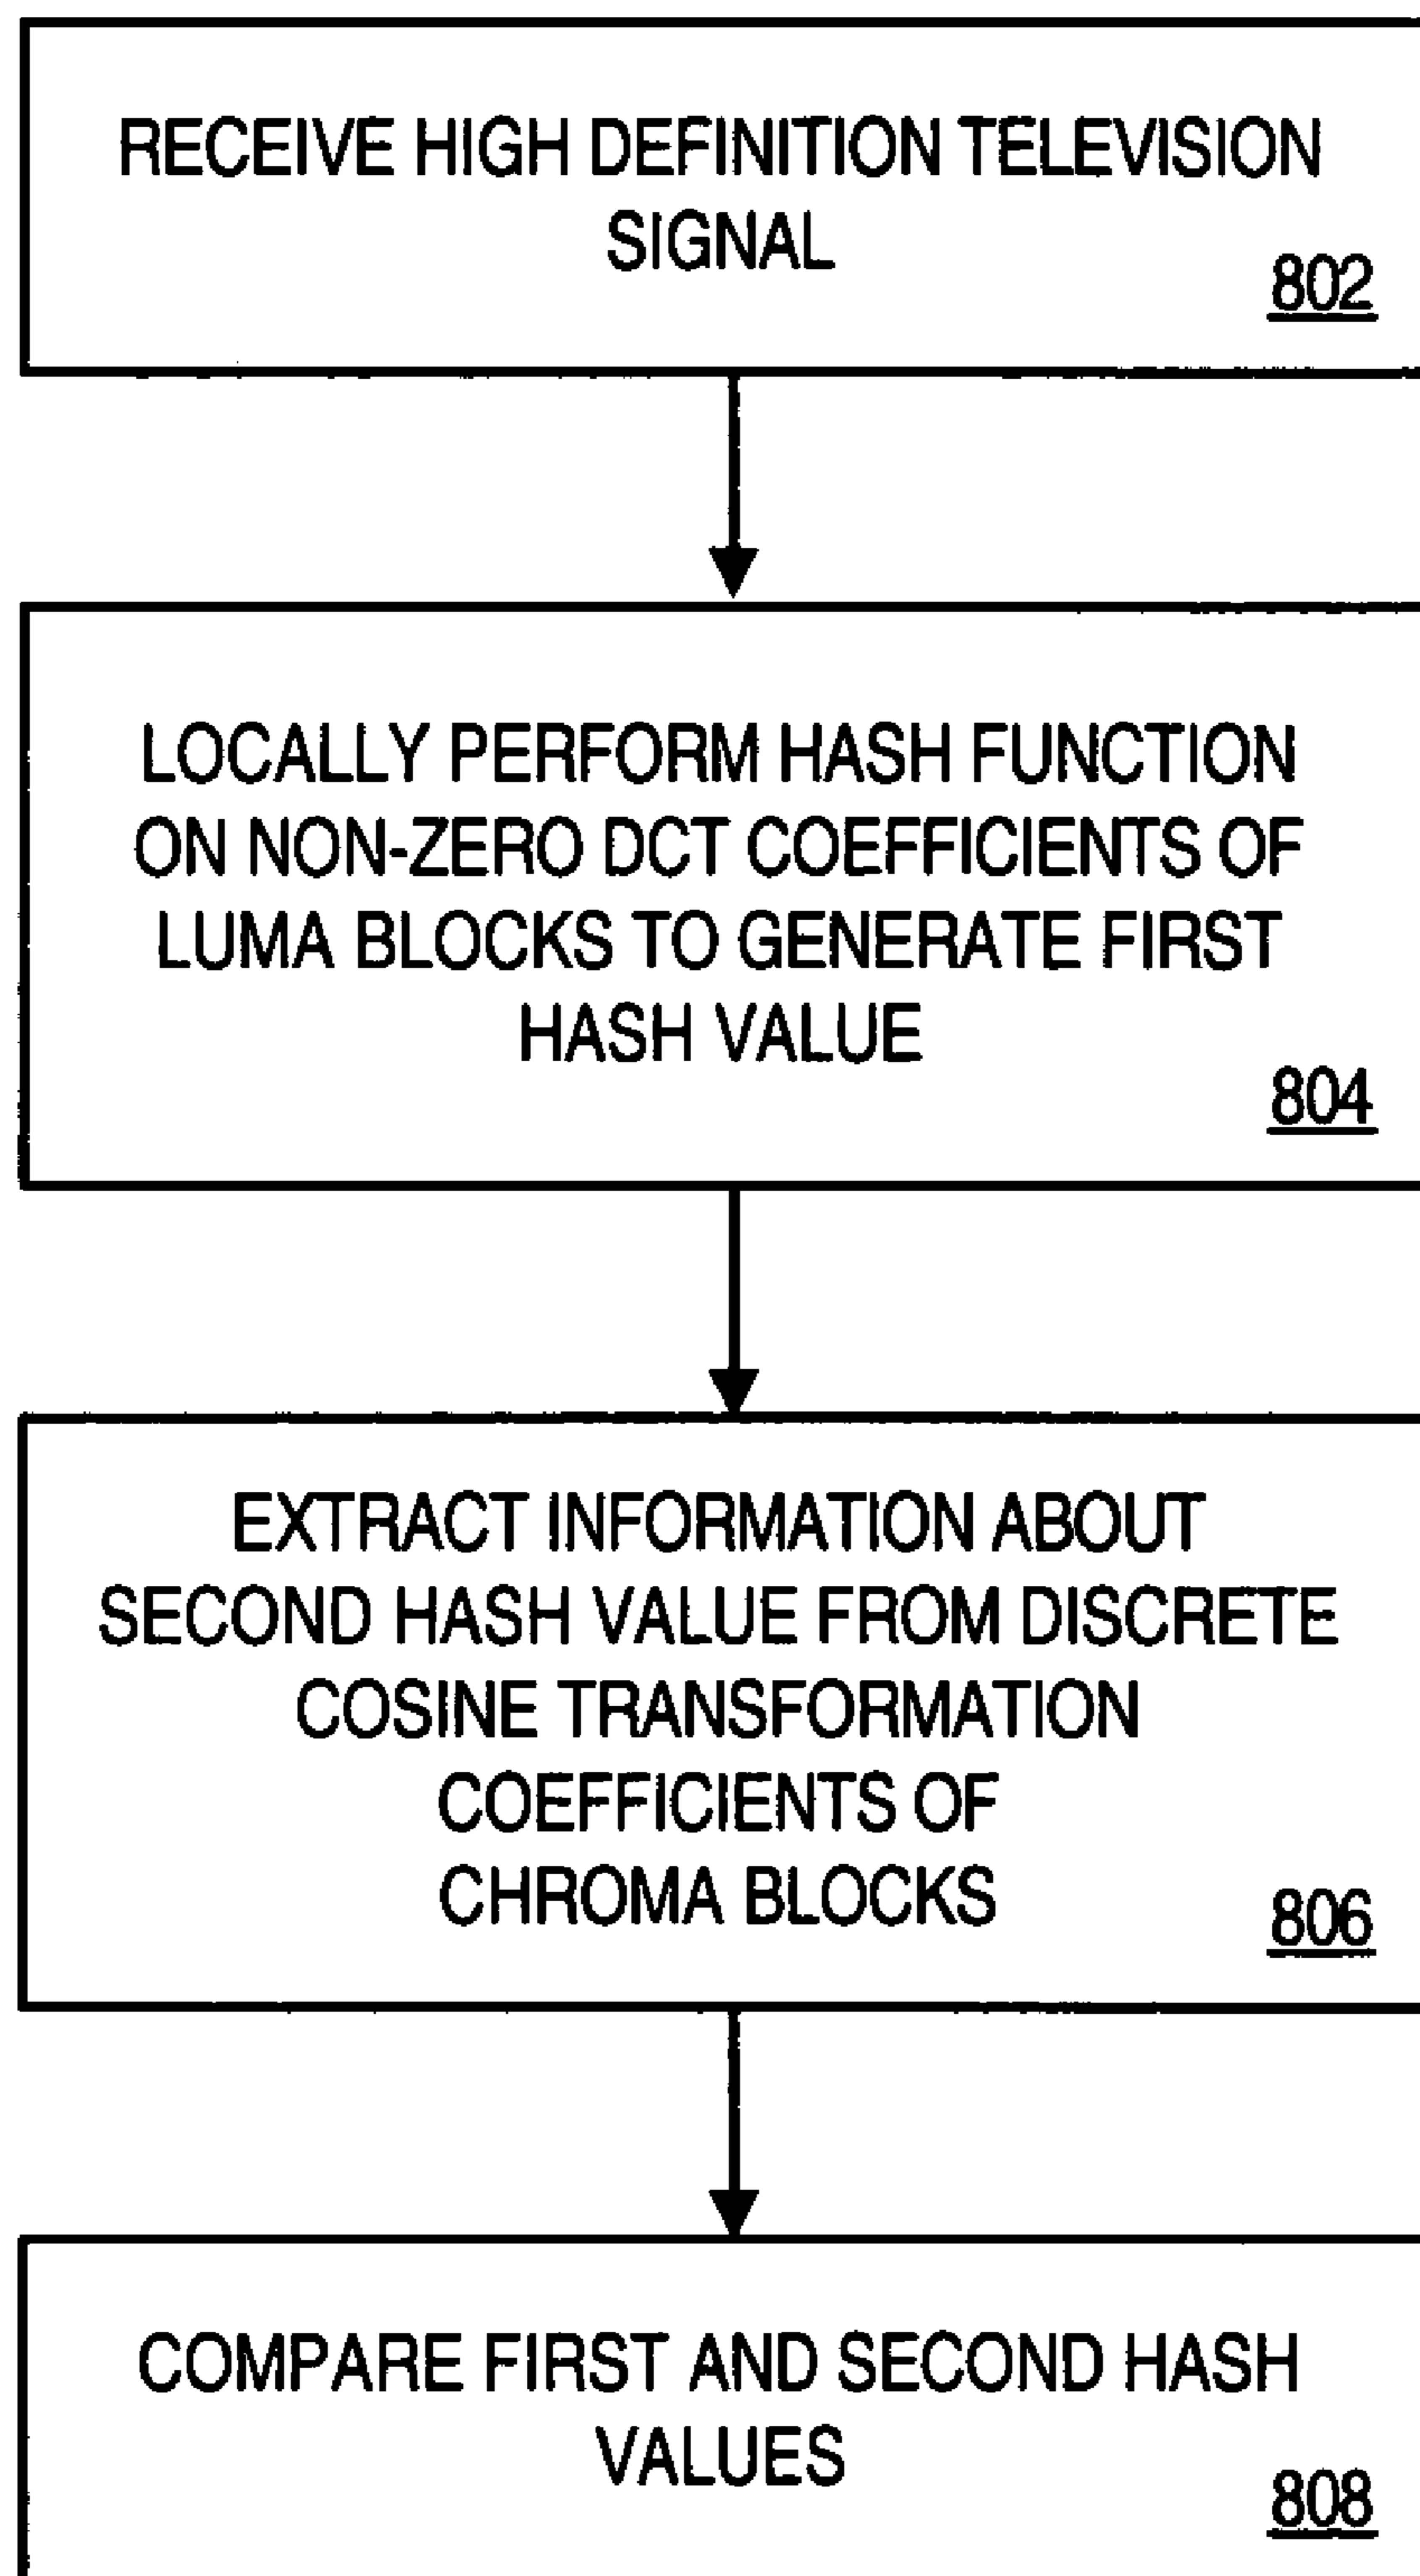 RECEIVE HIGH DEFINITION TELEVISION
SIGNAL
802
LOCALLY PERFORM HASH FUNCTION
ON NON-ZERO DCT COEFFICIENTS OF
LUMA BLOCKS TO GENERATE FIRST
HASH VALUE
804
EXTRACT INFORMATION ABOUT
SECOND HASH VALUE FROM DISCRETE
COSINE TRANSFORMATION
COEFFICIENTS OF
CHROMA BLOCKS
806
COMPARE FIRST AND SECOND HASH
VALUES
808